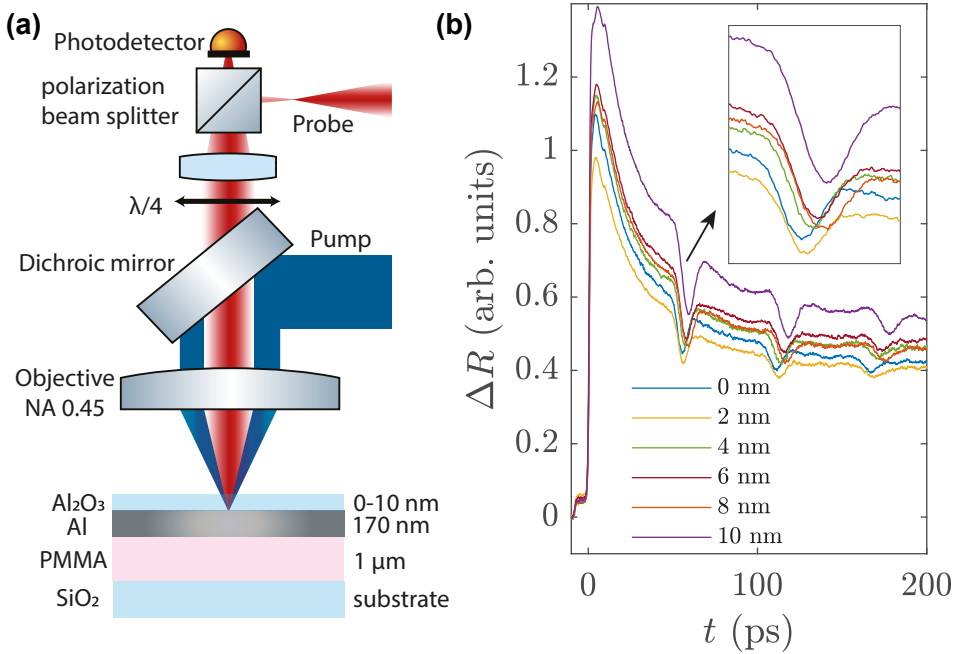 (a)
Photodetector
polarization
beam splitter
Probe
λ/4
Pump
Dichroic mirror
Objective
NA 0.45
Al₂O₃ 0-10 nm
Al 170 nm
PMMA 1 μm
SiO₂ substrate
(b)
ΔR (arb. units)
1.2
1
0.8
0.6
0.4
0.2
0
0 nm
2 nm
4 nm
6 nm
8 nm
10 nm
0 100 200
t (ps)